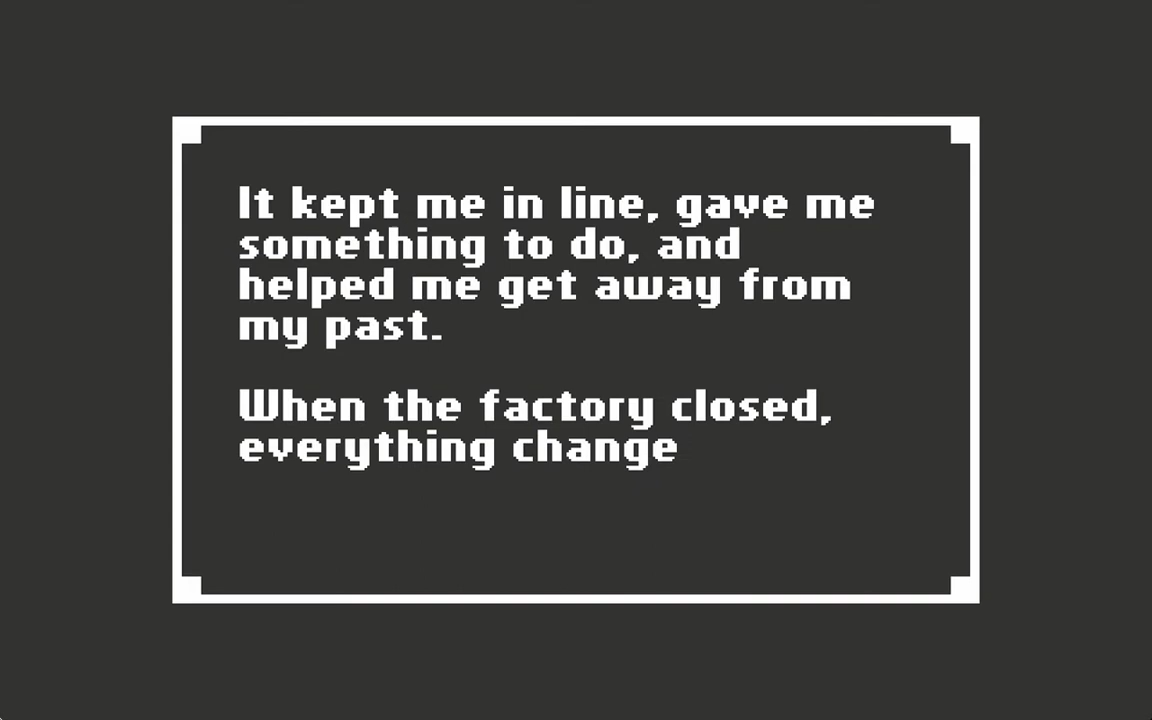 It kept me in line, gave me
something to do, and
helped me get away from
my past.
When the factory closed,
everything change